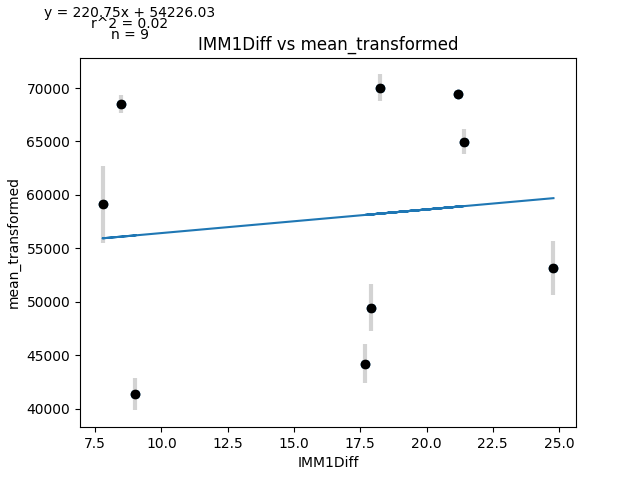 y = 220.75x + 54226.03
r^2 = 0.02
n = 9
IMM1Diff vs mean_transformed
mean_transformed
70000
65000
60000
55000
50000
45000
40000
7.5 10.0 12.5 15.0 17.5 20.0 22.5 25.0
IMM1Diff